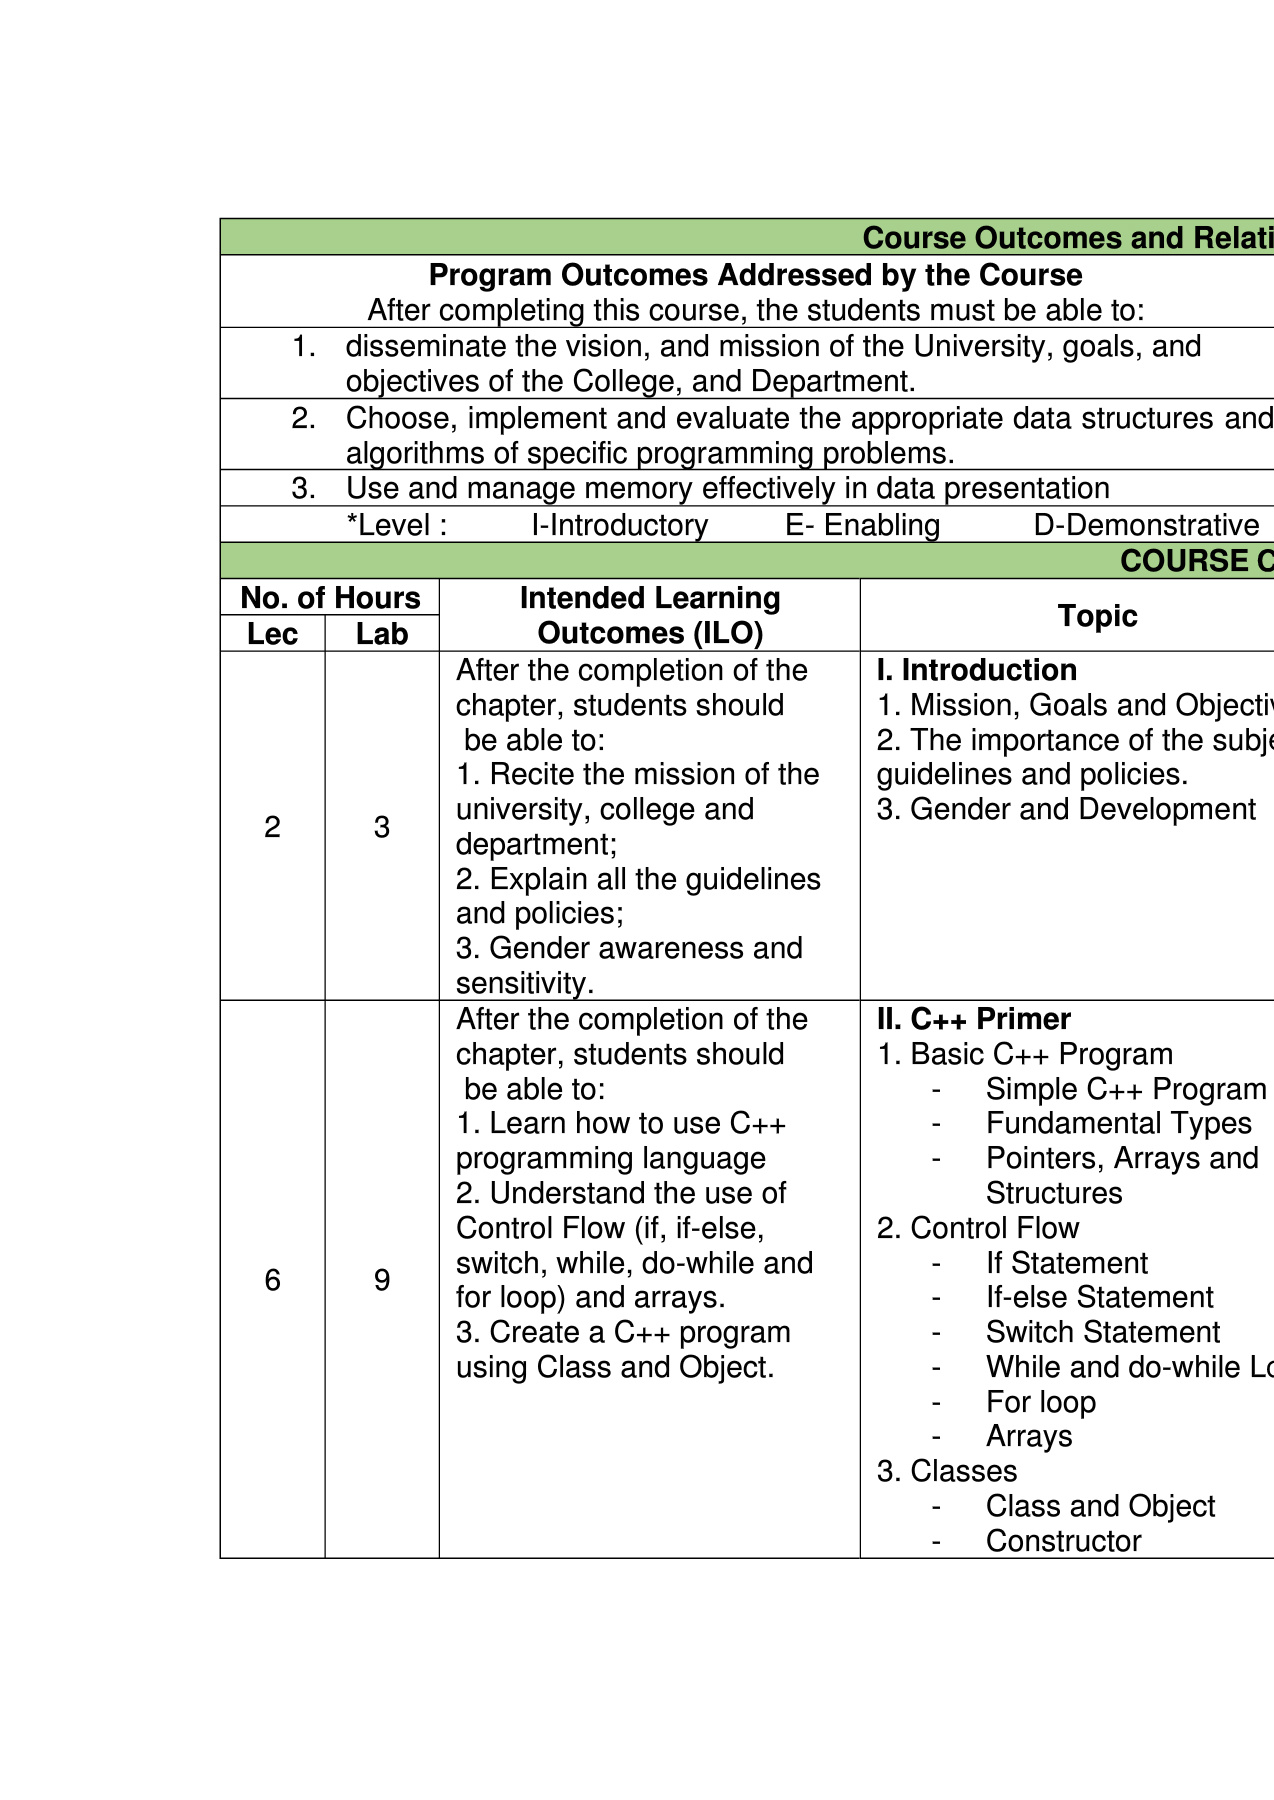 Course Outcomes and Relati
Program Outcomes Addressed by the Course
After completing this course, the students must be able to:
1. disseminate the vision, and mission of the University, goals, and
objectives of the College, and Department.
2. Choose, implement and evaluate the appropriate data structures and
algorithms of specific programming problems.
3. Use and manage memory effectively in data presentation
*Level : I-Introductory E- Enabling D-Demonstrative
COURSE C
No. of Hours
Lec Lab
Intended Learning
Outcomes (ILO)
Topic
2
3
After the completion of the
chapter, students should
be able to:
1. Recite the mission of the
university, college and
department;
2. Explain all the guidelines
and policies;
3. Gender awareness and
sensitivity.
I. Introduction
1. Mission, Goals and Objectiv
2. The importance of the subje
guidelines and policies.
3. Gender and Development
6
9
After the completion of the
chapter, students should
be able to:
1. Learn how to use C++
programming language
2. Understand the use of
Control Flow (if, if-else,
switch, while, do-while and
for loop) and arrays.
3. Create a C++ program
using Class and Object.
II. C++ Primer
1. Basic C++ Program
- Simple C++ Program
- Fundamental Types
- Pointers, Arrays and
Structures
2. Control Flow
- If Statement
- If-else Statement
- Switch Statement
- While and do-while Lo
- For loop
- Arrays
3. Classes
- Class and Object
- Constructor